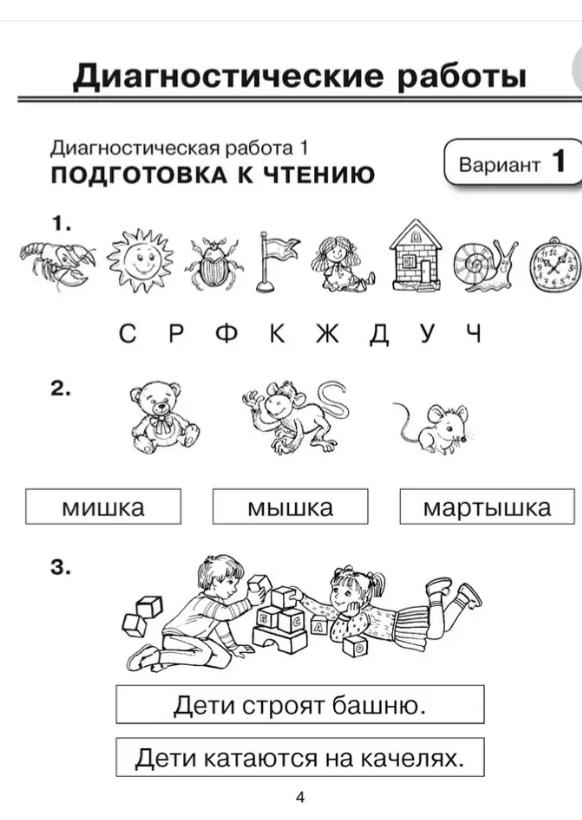 Диагностические работы
Диагностическая работа 1
ПОДГОТОВКА К ЧТЕНИЮ
Вариант 1
1.
С Р Ф К Ж Д У Ч
2.
мишка мышка мартышка
3.
Дети строят башню.
Дети катаются на качелях.
4